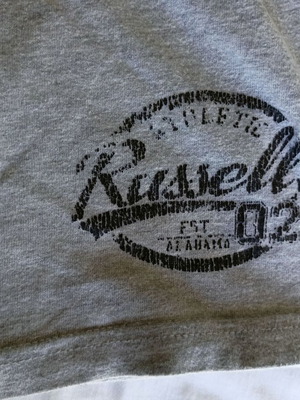 ATHLETIC
Russell
EST 02
ALABAMA